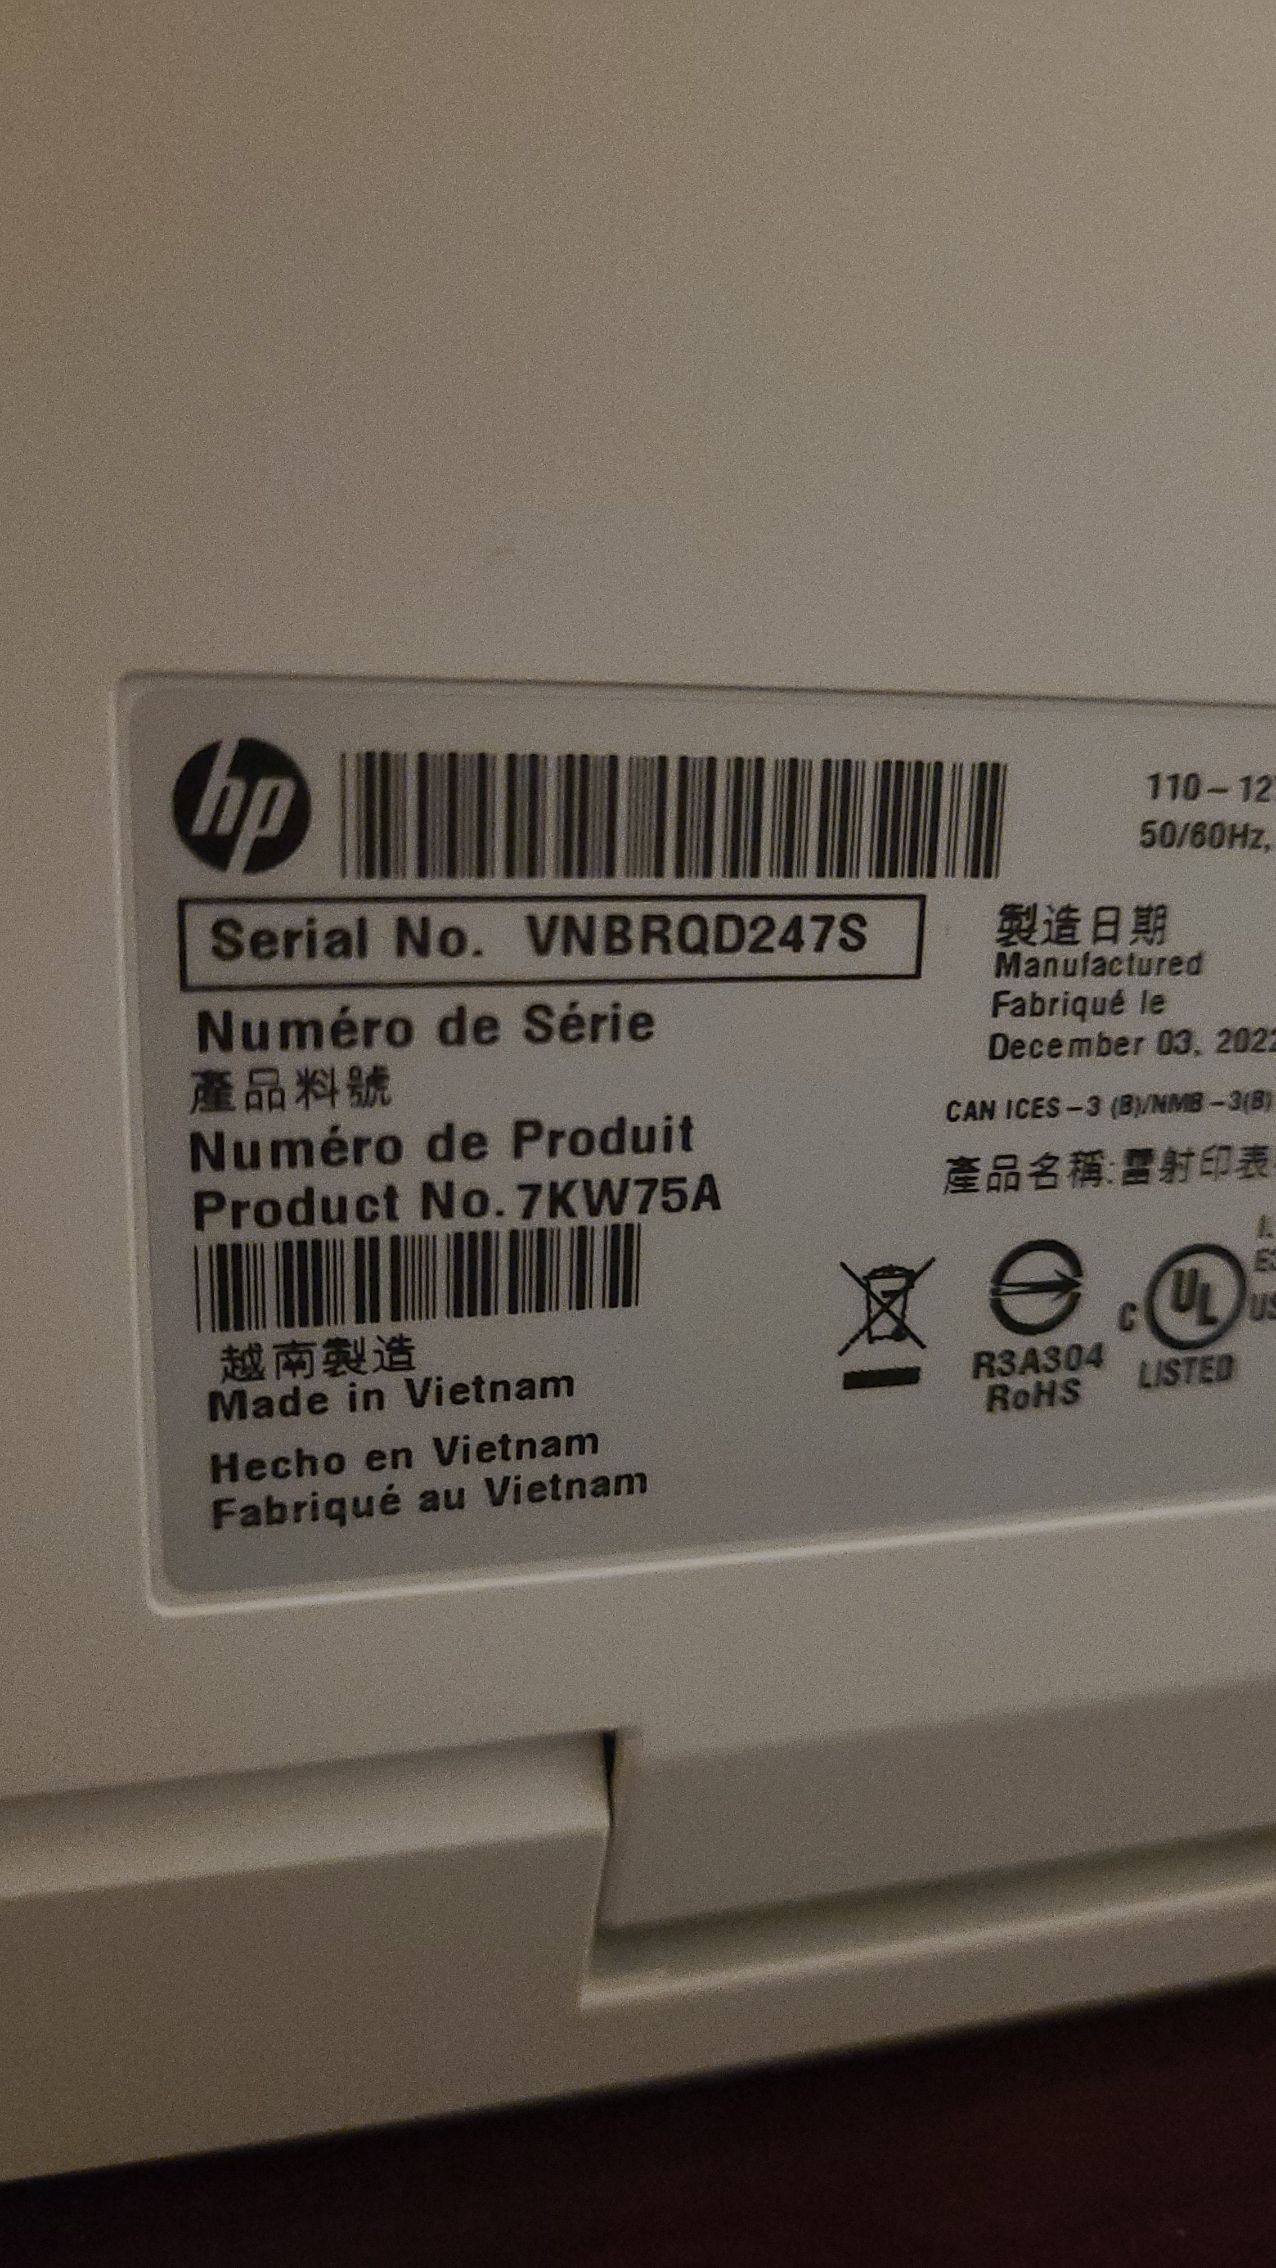 hp
110-12
50/60Hz,
Serial No. VNBRQD247S
Numéro de Série
產品料號
Numéro de Produit
Product No. 7KW75A
越南製造
Made in Vietnam
Hecho en Vietnam
Fabriqué au Vietnam
製造日期
Manufactured
Fabriqué le
December 03, 2022
CAN ICES-3 (B)/NMB-3(B)
產品名稱:雷射印表
R3A304
RoHS
C UL US
LISTED